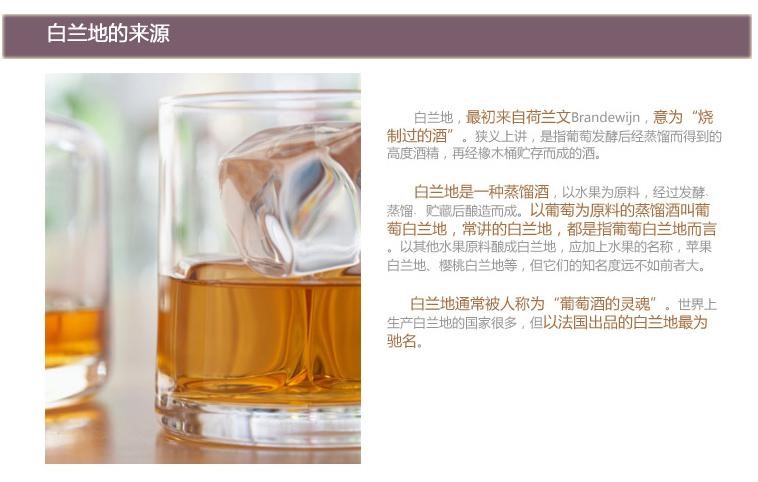 白兰地的来源
白兰地，最初来自荷兰文Brandewijn，意为“烧
制过的酒”。狭义上讲，是指葡萄发酵后经蒸馏而得到的
高度酒精，再经橡木桶贮存而成的酒。
白兰地是一种蒸馏酒，以水果为原料，经过发酵、
蒸馏、贮藏后酿造而成。以葡萄为原料的蒸馏酒叫葡
萄白兰地，常讲的白兰地，都是指葡萄白兰地而言
。以其他水果原料酿成白兰地，应加上水果的名称，苹果
白兰地、樱桃白兰地等，但它们的知名度远不如前者大。
白兰地通常被人称为“葡萄酒的灵魂”。世界上
生产白兰地的国家很多，但以法国出品的白兰地最为
驰名。